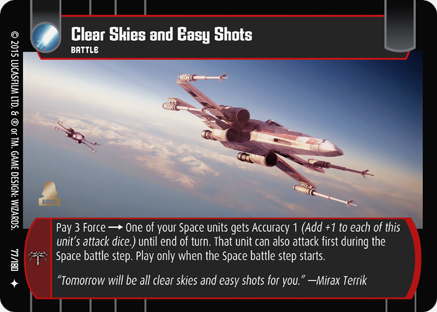 Clear Skies and Easy Shots
BATTLE
Pay 3 Force → One of your Space units gets Accuracy 1 (Add +1 to each of this
unit's attack dice.) until end of turn. That unit can also attack first during the
Space battle step. Play only when the Space battle step starts.
"Tomorrow will be all clear skies and easy shots for you." —Mirax Terrik
© 2015 LUCASFILM LTD. & ® or TM. GAME DESIGN: WIZARDS.
77/180